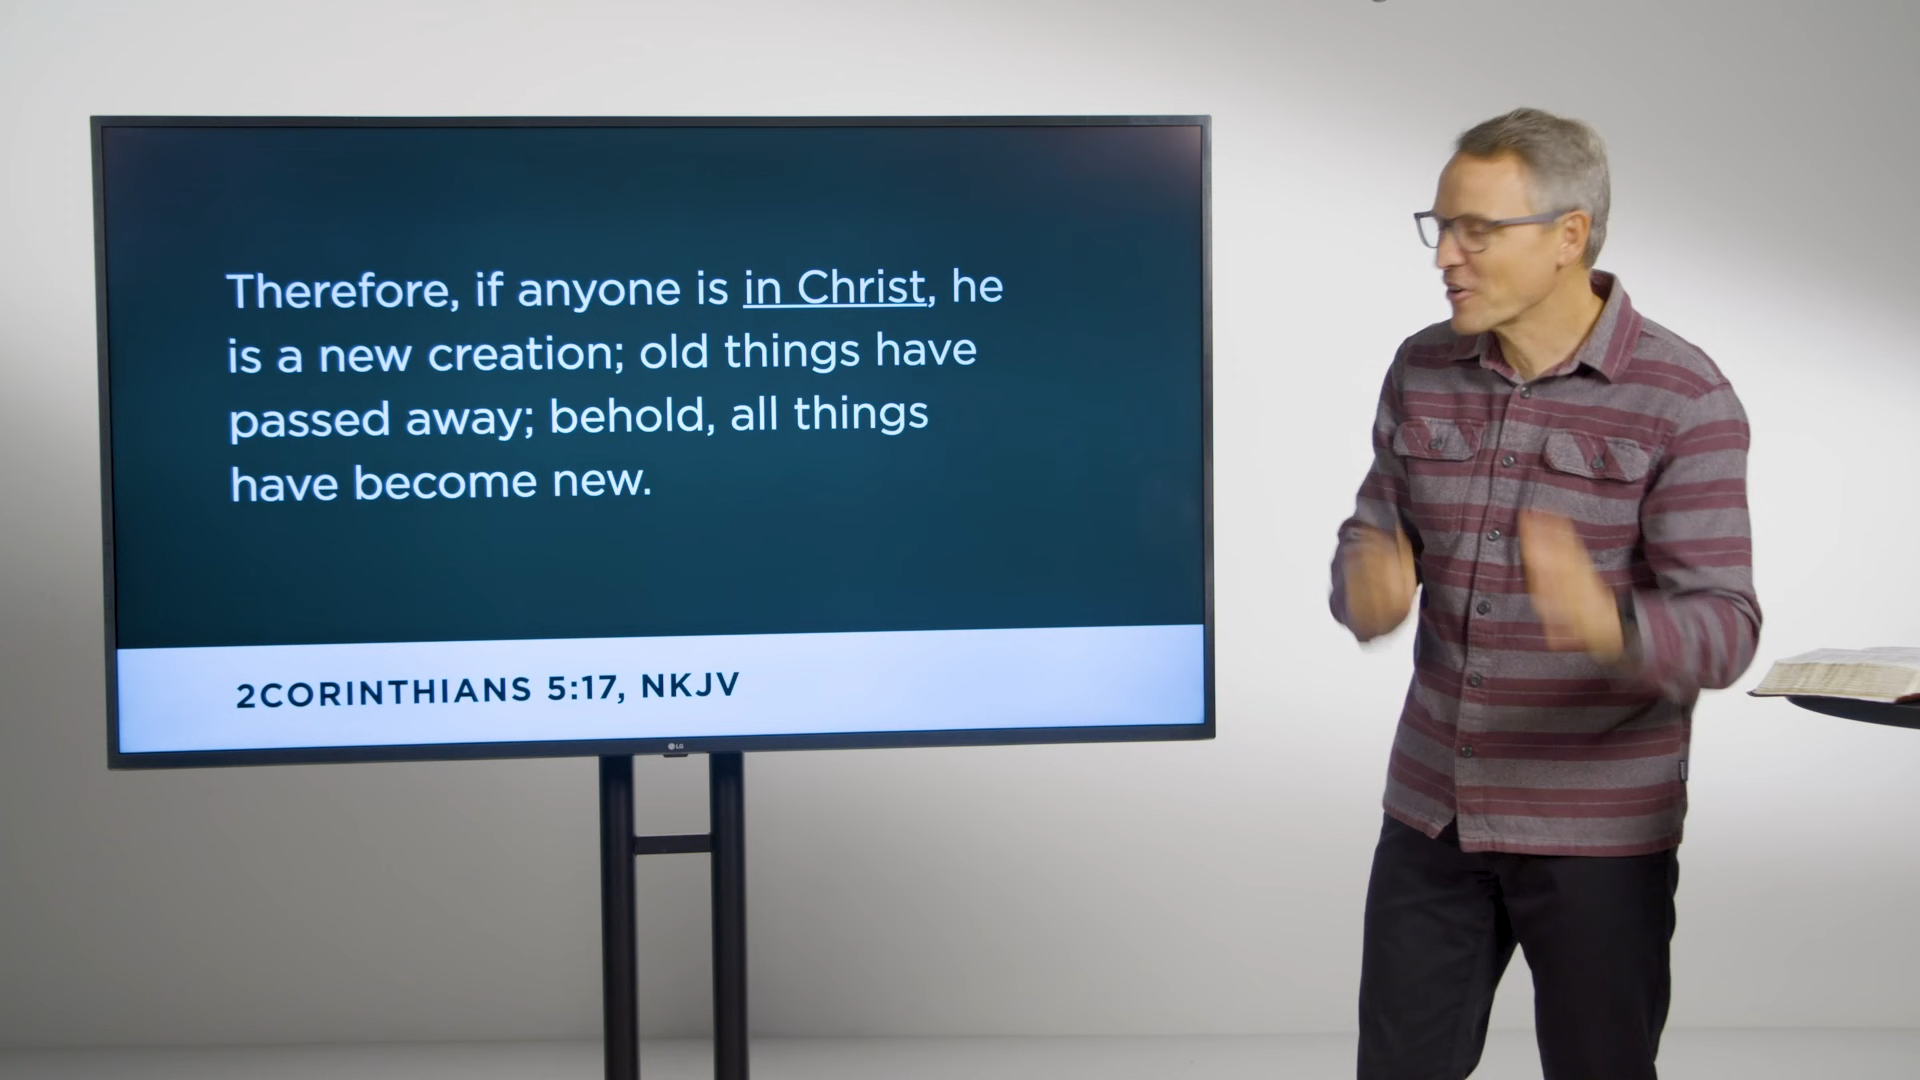 Therefore, if anyone is in Christ, he
is a new creation; old things have
passed away; behold, all things
have become new.
2CORINTHIANS 5:17, NKJV
LG